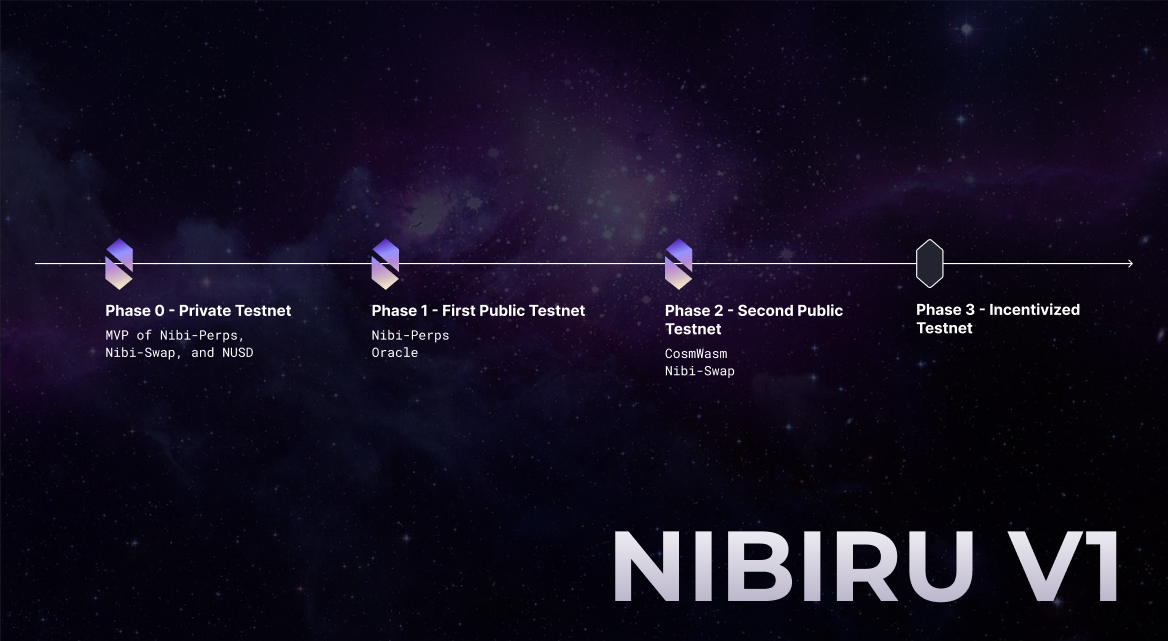 Phase 0 - Private Testnet
MVP of Nibi-Perps,
Nibi-Swap, and NUSD
Phase 1 - First Public Testnet
Nibi-Perps
Oracle
Phase 2 - Second Public
Testnet
CosmWasm
Nibi-Swap
Phase 3 - Incentivized
Testnet
NIBIRU V1